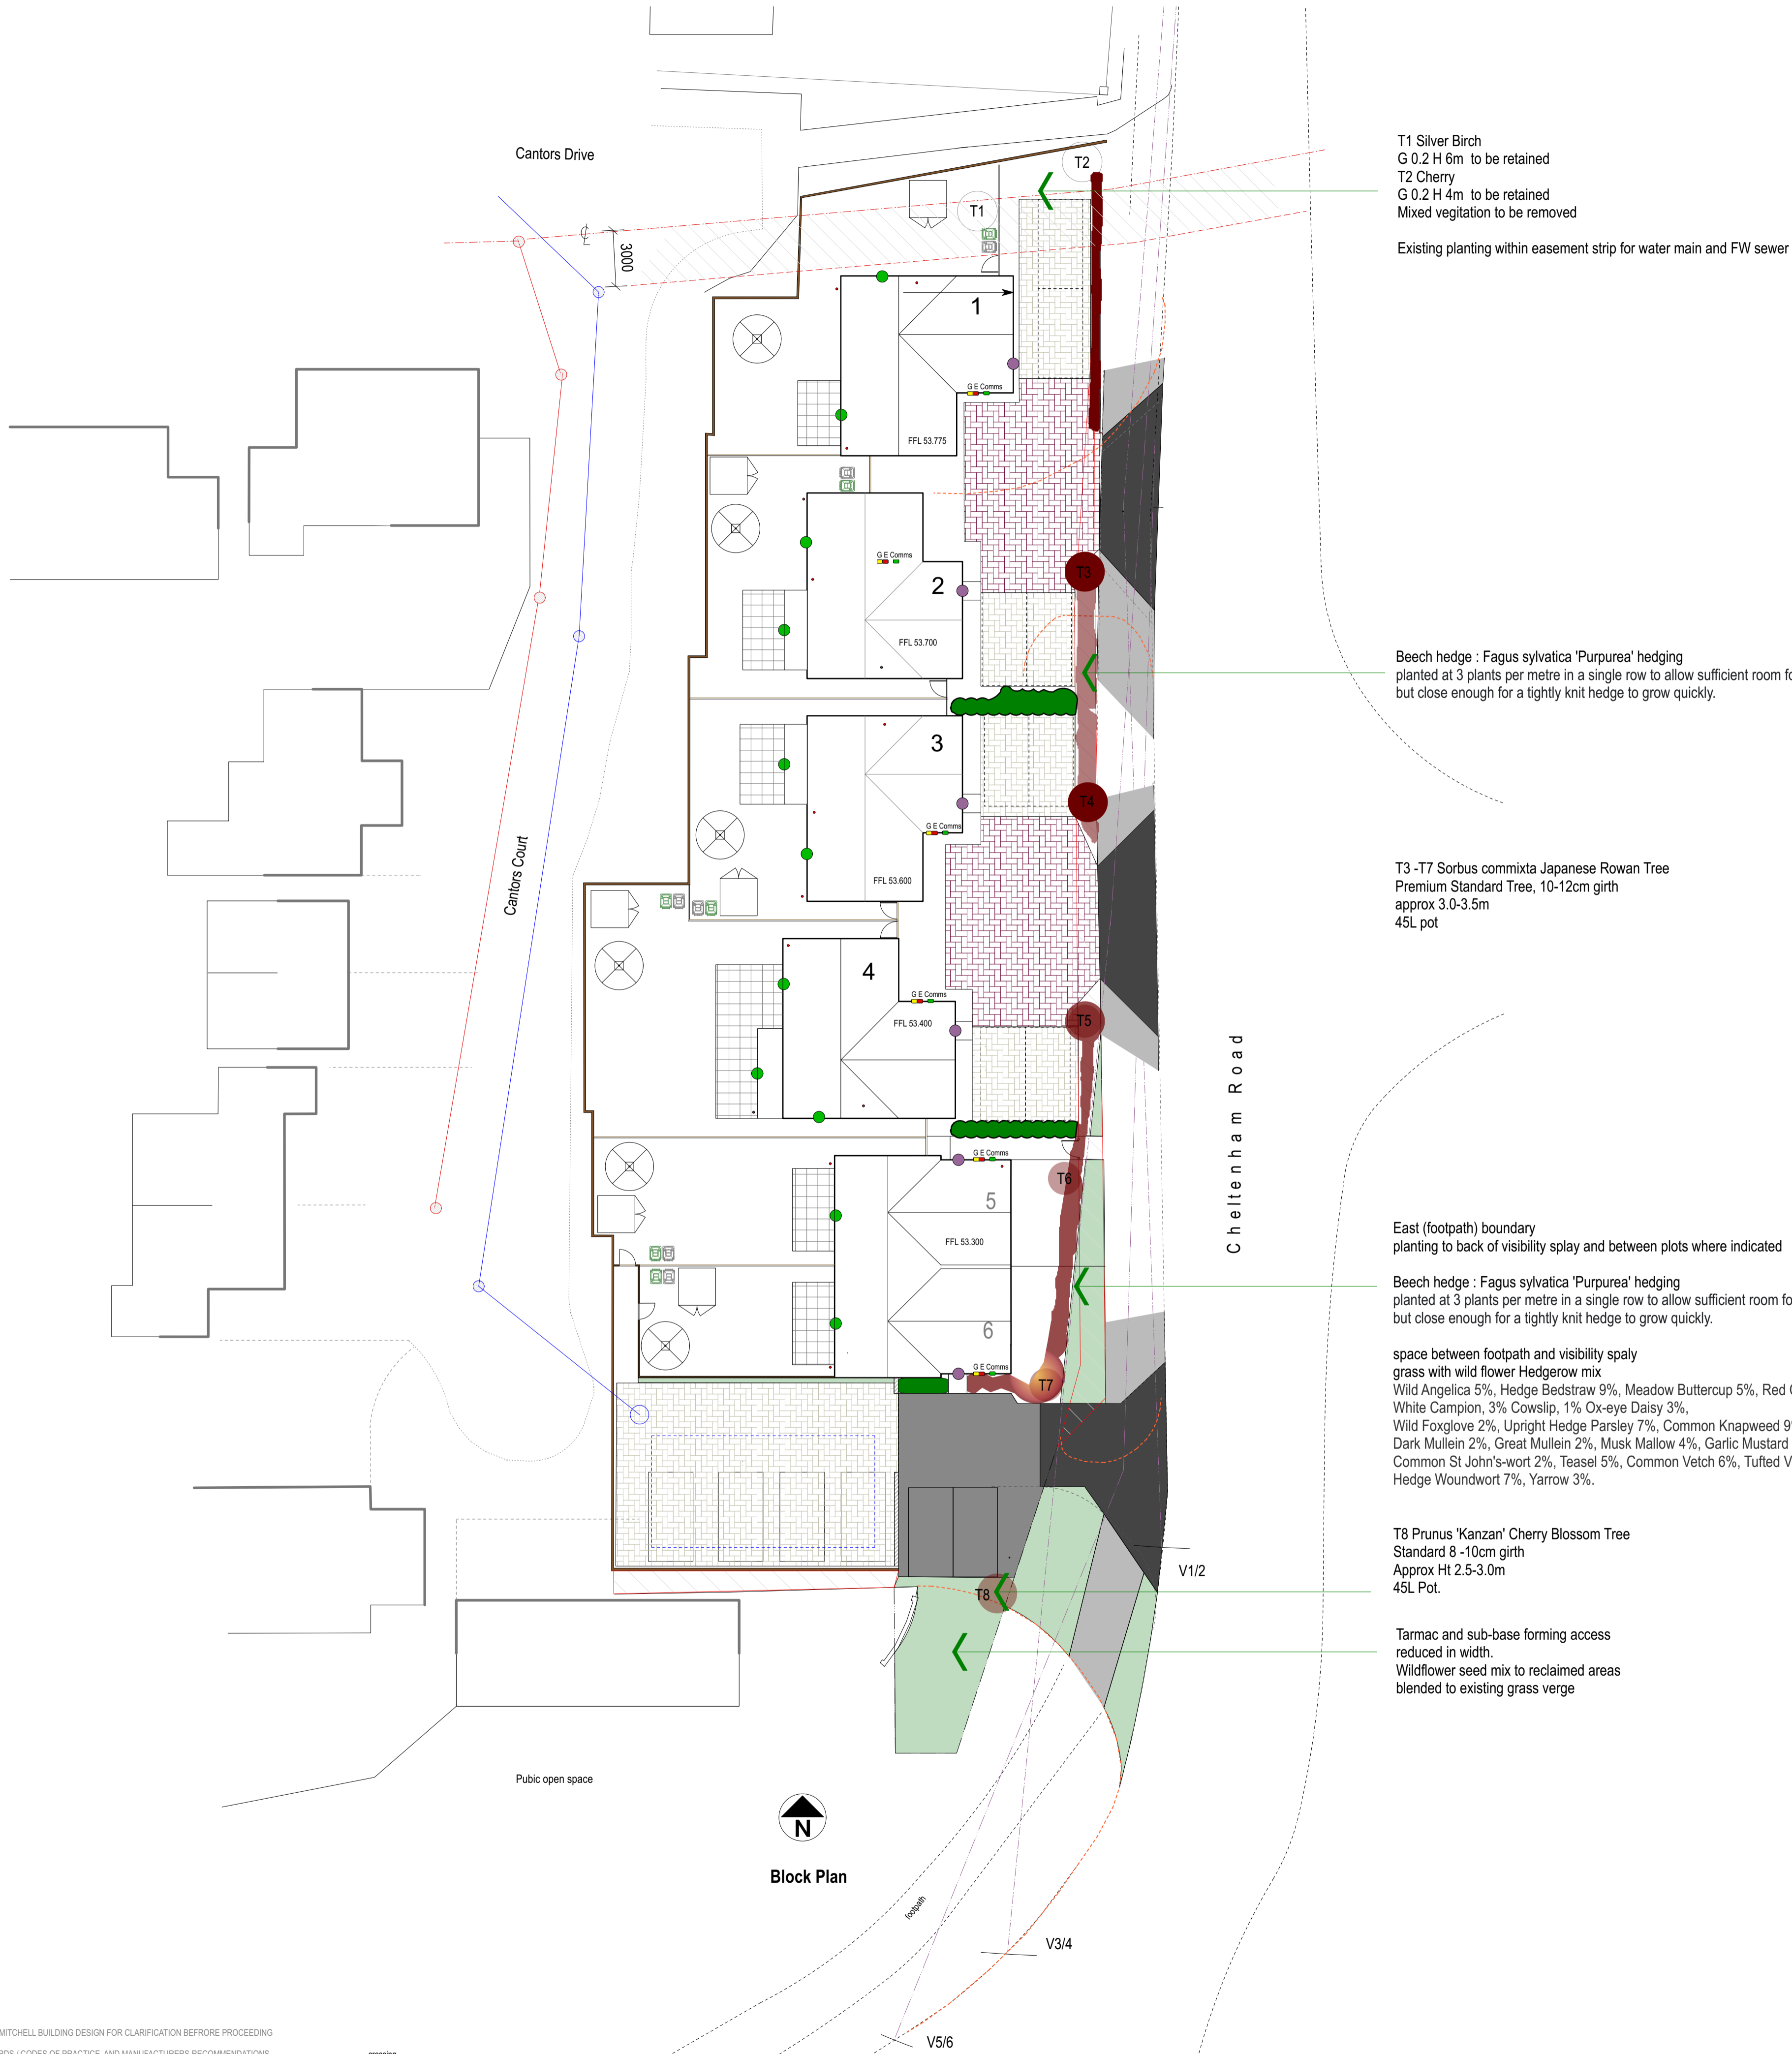 Cantors Drive
T2
T1
3000
1
G E Comms
FFL 53.775
T1 Silver Birch
G 0.2 H 6m to be retained
T2 Cherry
G 0.2 H 4m to be retained
Mixed vegitation to be removed
Existing planting within easement strip for water main and FW sewer
G E Comms
2
FFL 53.700
T3
Beech hedge : Fagus sylvatica 'Purpurea' hedging
planted at 3 plants per metre in a single row to allow sufficient room
but close enough for a tightly knit hedge to grow quickly.
3
T4
G E Comms
FFL 53.600
Cantors Court
T3 -T7 Sorbus commixta Japanese Rowan Tree
Premium Standard Tree, 10-12cm girth
approx 3.0-3.5m
45L pot
4
G E Comms
FFL 53.400
T5
Cheltenham Road
G E Comms
T6
5
FFL 53.300
6
G E Comms
T7
East (footpath) boundary
planting to back of visibility splay and between plots where indicated
Beech hedge : Fagus sylvatica 'Purpurea' hedging
planted at 3 plants per metre in a single row to allow sufficient room
but close enough for a tightly knit hedge to grow quickly.
space between footpath and visibility spaly
grass with wild flower Hedgerow mix
Wild Angelica 5%, Hedge Bedstraw 9%, Meadow Buttercup 5%, Red
White Campion, 3% Cowslip, 1% Ox-eye Daisy 3%,
Wild Foxglove 2%, Upright Hedge Parsley 7%, Common Knapweed 9
Dark Mullein 2%, Great Mullein 2%, Musk Mallow 4%, Garlic Mustard
Common St John's-wort 2%, Teasel 5%, Common Vetch 6%, Tufted
Hedge Woundwort 7%, Yarrow 3%.
T8 Prunus 'Kanzan' Cherry Blossom Tree
Standard 8 -10cm girth
Approx Ht 2.5-3.0m
45L Pot.
T8
V1/2
Tarmac and sub-base forming access
reduced in width.
Wildflower seed mix to reclaimed areas
blended to existing grass verge
Pubic open space
N
Block Plan
footpath
V3/4
V5/6
MITCHELL BUILDING DESIGN FOR CLARIFICATION BEFRORE PROCEEDING
/ CODES OF PRACTICE, AND MANUFACTURERS RECOMMENDATIONS